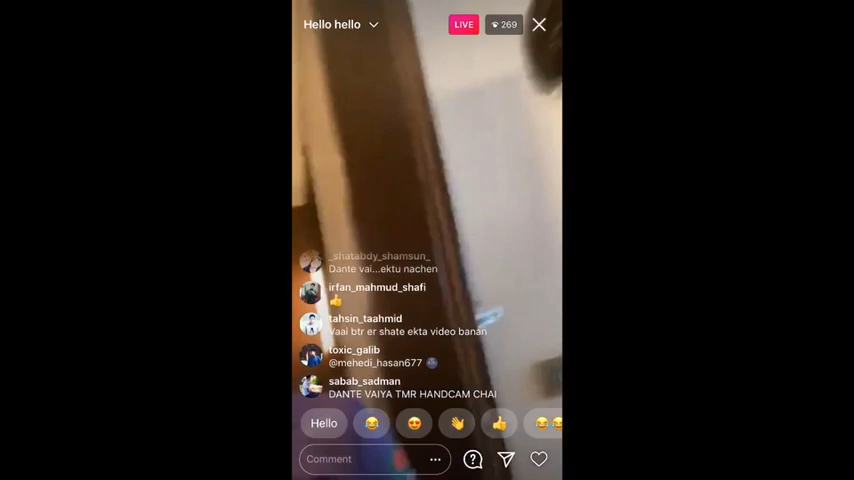 Hello hello
LIVE
269
_shatabdy_shamsun_
Dante vai...ektu nachen
irfan_mahmud_shafi
👍
tahsin_taahmid
Vaai btr er shate ekta video banan
toxic_galib
@mehedi_hasan677 🌚
sabab_sadman
DANTE VAIYA TMR HANDCAM CHAI
Hello 😂 😍 👋 👍 😂😂
Comment